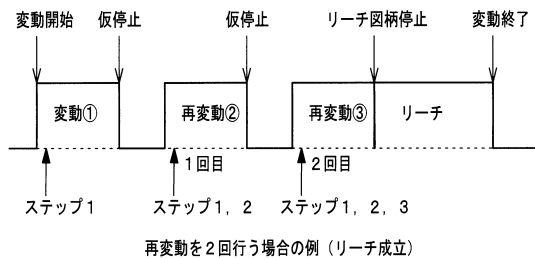 変動開始 仮停止 仮停止 リーチ図柄停止 変動終了
変動① 再変動② 再変動③ リーチ
1回目 2回目
ステップ1 ステップ1，2 ステップ1，2，3
再変動を2回行う場合の例（リーチ成立）